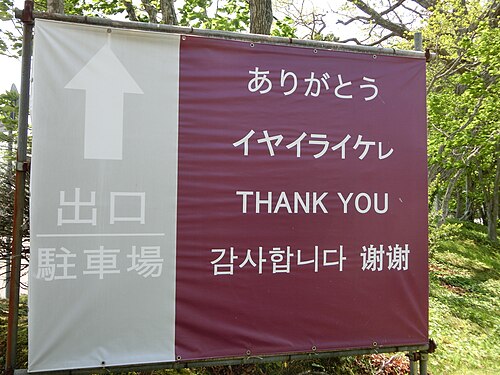 出口
駐車場
ありがとう
イヤイライケレ
THANK YOU
감사합니다 谢谢